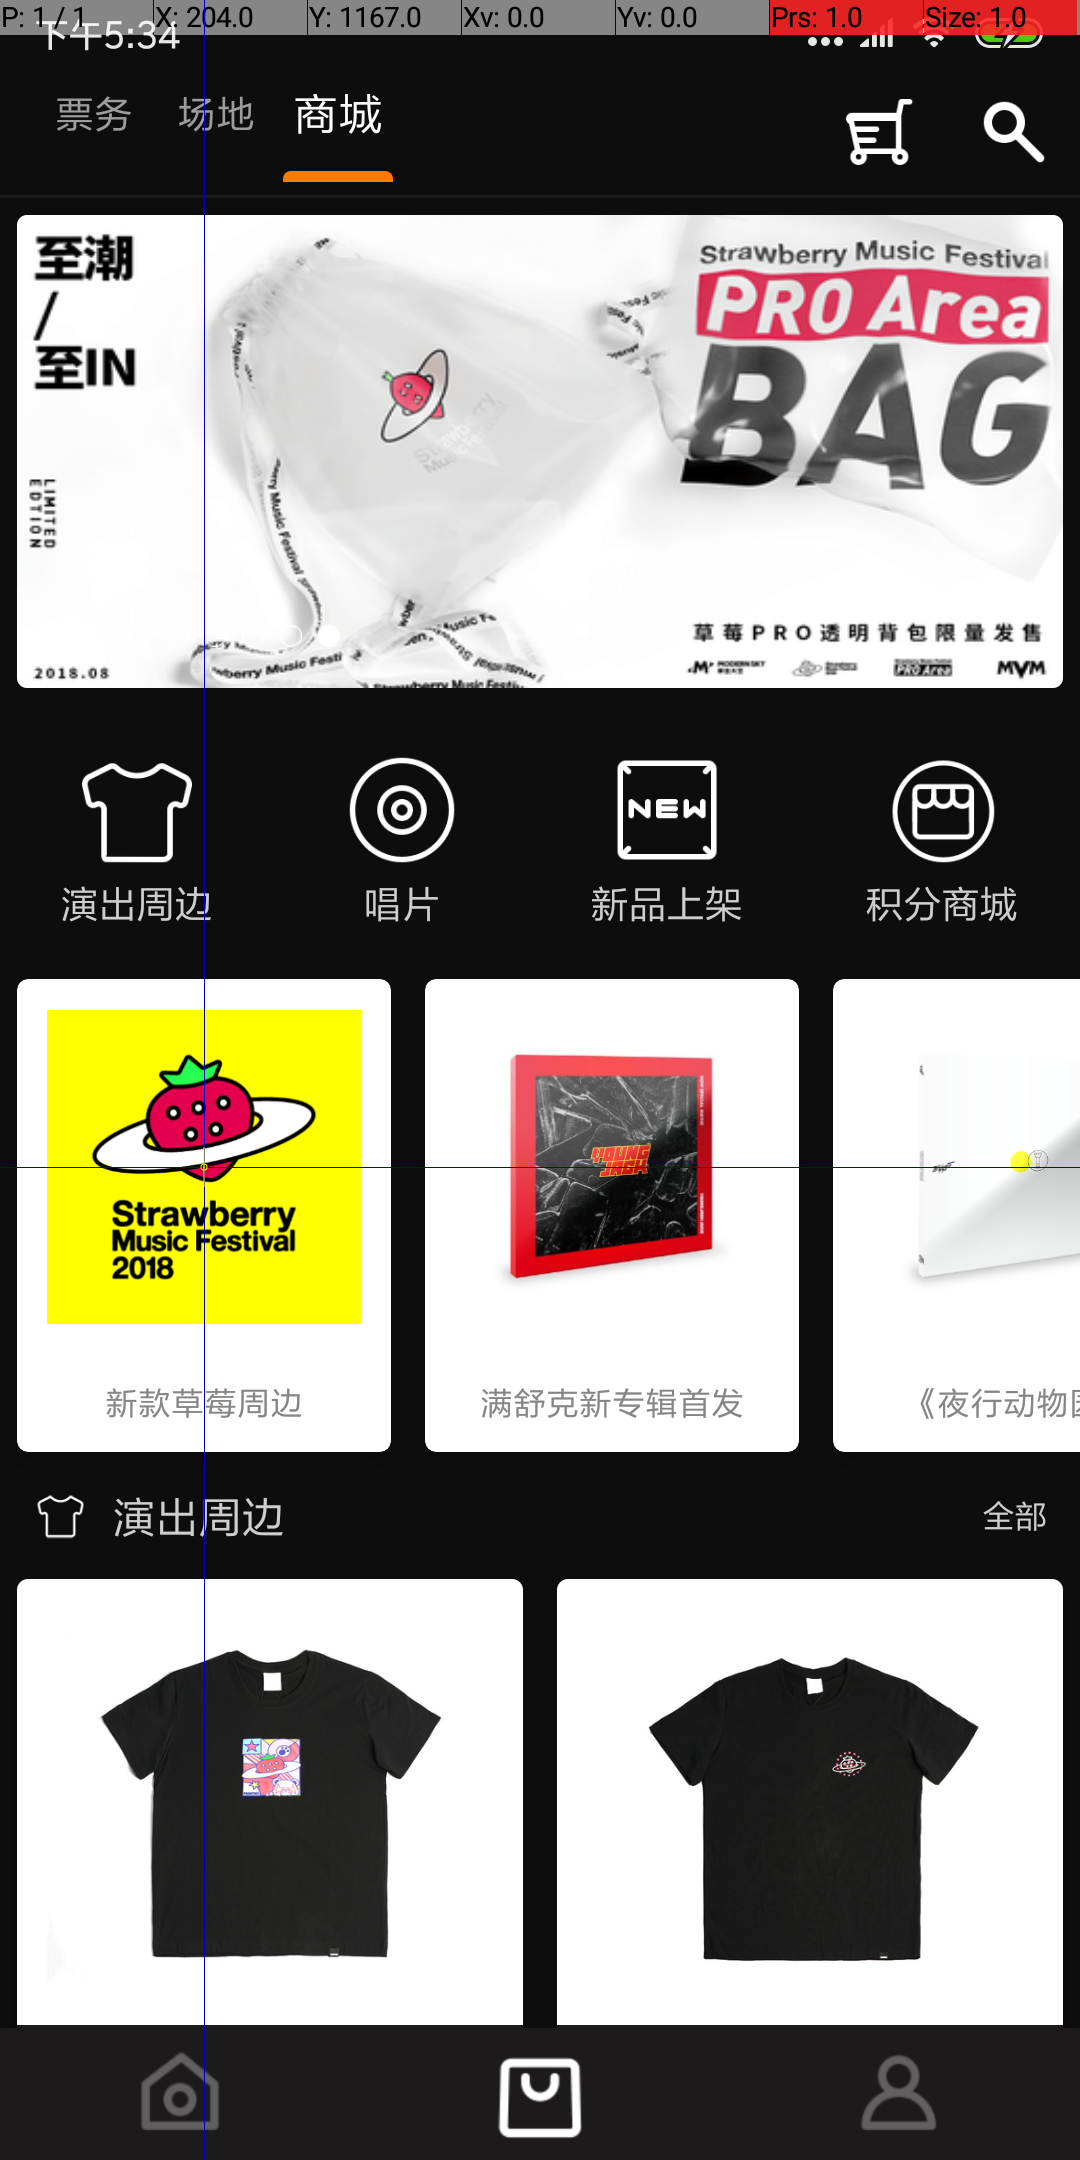 P: 1 / 1 X: 204.0 Y: 1167.0 Xv: 0.0 Yv: 0.0 Prs: 1.0 Size: 1.0
下午5:34
票务 场地 商城
至潮
/
至IN
LIMITED
EDTION
2018.08
Strawberry Music Festival
PRO Area
BAG
草莓PRO透明背包限量发售
MODERNSKY
PRO Area
MVM
演出周边 唱片 新品上架 积分商城
NEW
Strawberry
Music Festival
2018
YOUNG
JACK
新款草莓周边 满舒克新专辑首发 《夜行动物园
演出周边 全部